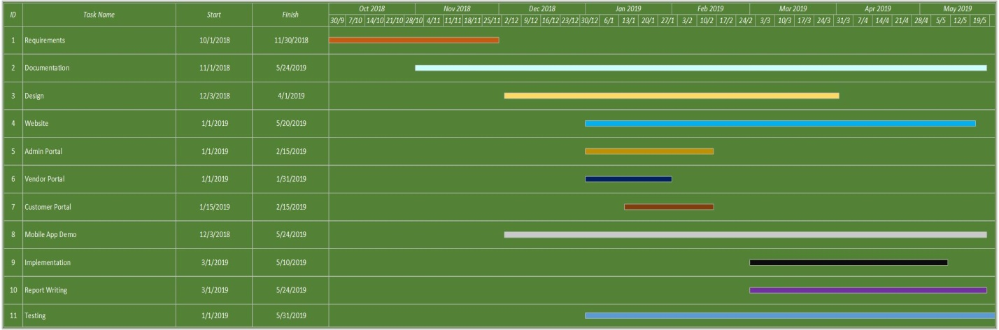 ID Task Name Start Finish Oct 2018 Nov 2018 Dec 2018 Jan 2019 Feb 2019 Mar 2019 Apr 2019 May 2019
30/9 7/10 14/10 21/10 28/10 4/11 11/11 18/11 25/11 2/12 9/12 16/12 23/12 30/12 6/1 13/1 20/1 27/1 3/2 10/2 17/2 24/2 3/3 10/3 17/3 24/3 31/3 7/4 14/4 21/4 28/4 5/5 12/5 19/5
1 Requirements 10/1/2018 11/30/2018
2 Documentation 11/1/2018 5/24/2019
3 Design 12/3/2018 4/1/2019
4 Website 1/1/2019 5/20/2019
5 Admin Portal 1/1/2019 2/15/2019
6 Vendor Portal 1/1/2019 1/31/2019
7 Customer Portal 1/15/2019 2/15/2019
8 Mobile App Demo 12/3/2018 5/24/2019
9 Implementation 3/1/2019 5/10/2019
10 Report Writing 3/1/2019 5/24/2019
11 Testing 1/1/2019 5/31/2019